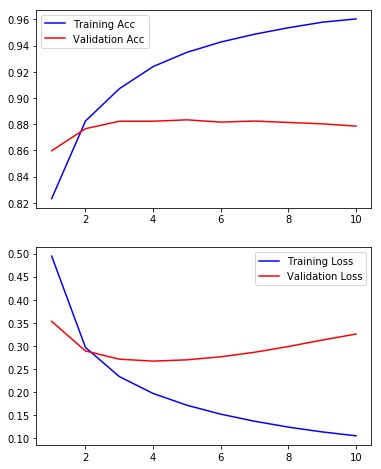 0.96
0.94
0.92
0.90
0.88
0.86
0.84
0.82
Training Acc
Validation Acc
2 4 6 8 10
0.50
0.45
0.40
0.35
0.30
0.25
0.20
0.15
0.10
Training Loss
Validation Loss
2 4 6 8 10